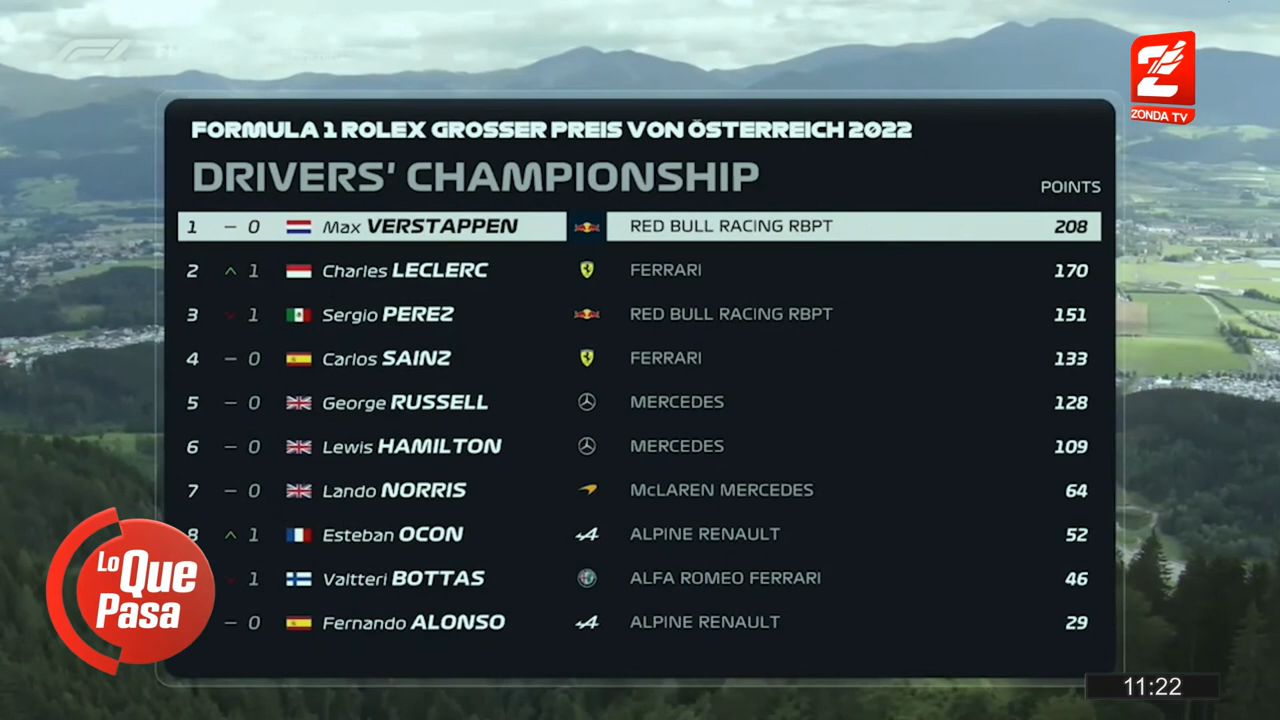 F1
ZONDA TV
FORMULA 1 ROLEX GROSSER PREIS VON ÖSTERREICH 2022
DRIVERS' CHAMPIONSHIP
POINTS
1 – 0 Max VERSTAPPEN RED BULL RACING RBPT 208
2 1 Charles LECLERC FERRARI 170
3 1 Sergio PEREZ RED BULL RACING RBPT 151
4 – 0 Carlos SAINZ FERRARI 133
5 – 0 George RUSSELL MERCEDES 128
6 – 0 Lewis HAMILTON MERCEDES 109
7 – 0 Lando NORRIS McLAREN MERCEDES 64
8 1 Esteban OCON ALPINE RENAULT 52
1 Valtteri BOTTAS ALFA ROMEO FERRARI 46
– 0 Fernando ALONSO ALPINE RENAULT 29
Lo Que
Pasa
11:22